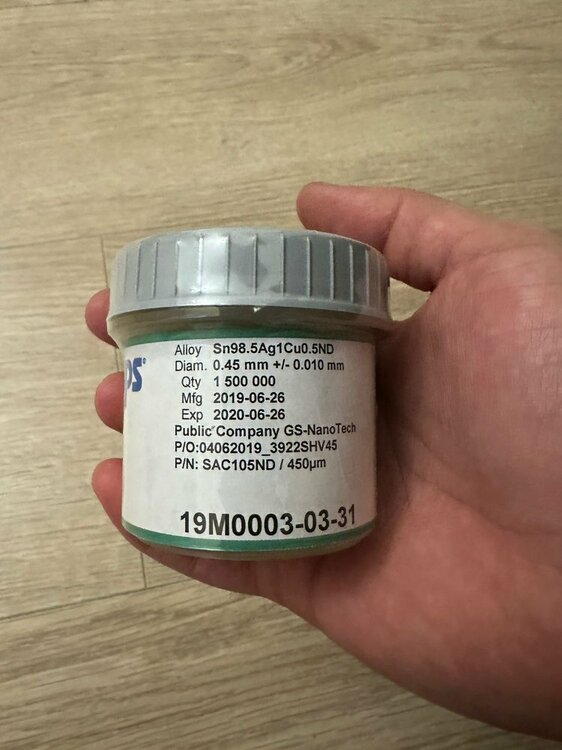 Alloy Sn98.5Ag1Cu0.5ND
Diam. 0.45 mm +/- 0.010 mm
Qty 1 500 000
Mfg 2019-06-26
Exp 2020-06-26
Public Company GS-NanoTech
P/O:04062019_3922SHV45
P/N: SAC105ND / 450µm
19M0003-03-31